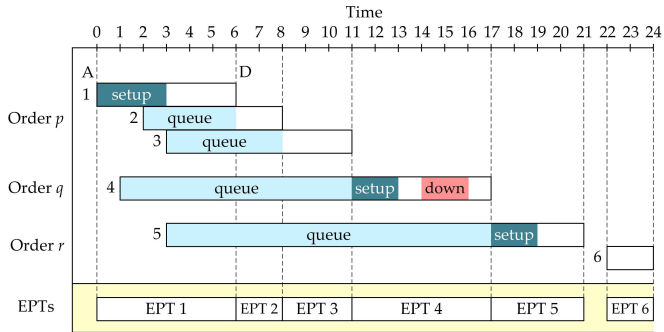 Time
0 1 2 3 4 5 6 7 8 9 10 11 12 13 14 15 16 17 18 19 20 21 22 23 24
A D
1 setup
Order p 2 queue
3 queue
Order q 4 queue setup down
5 queue setup
Order r 6
EPTs EPT 1 EPT 2 EPT 3 EPT 4 EPT 5 EPT 6